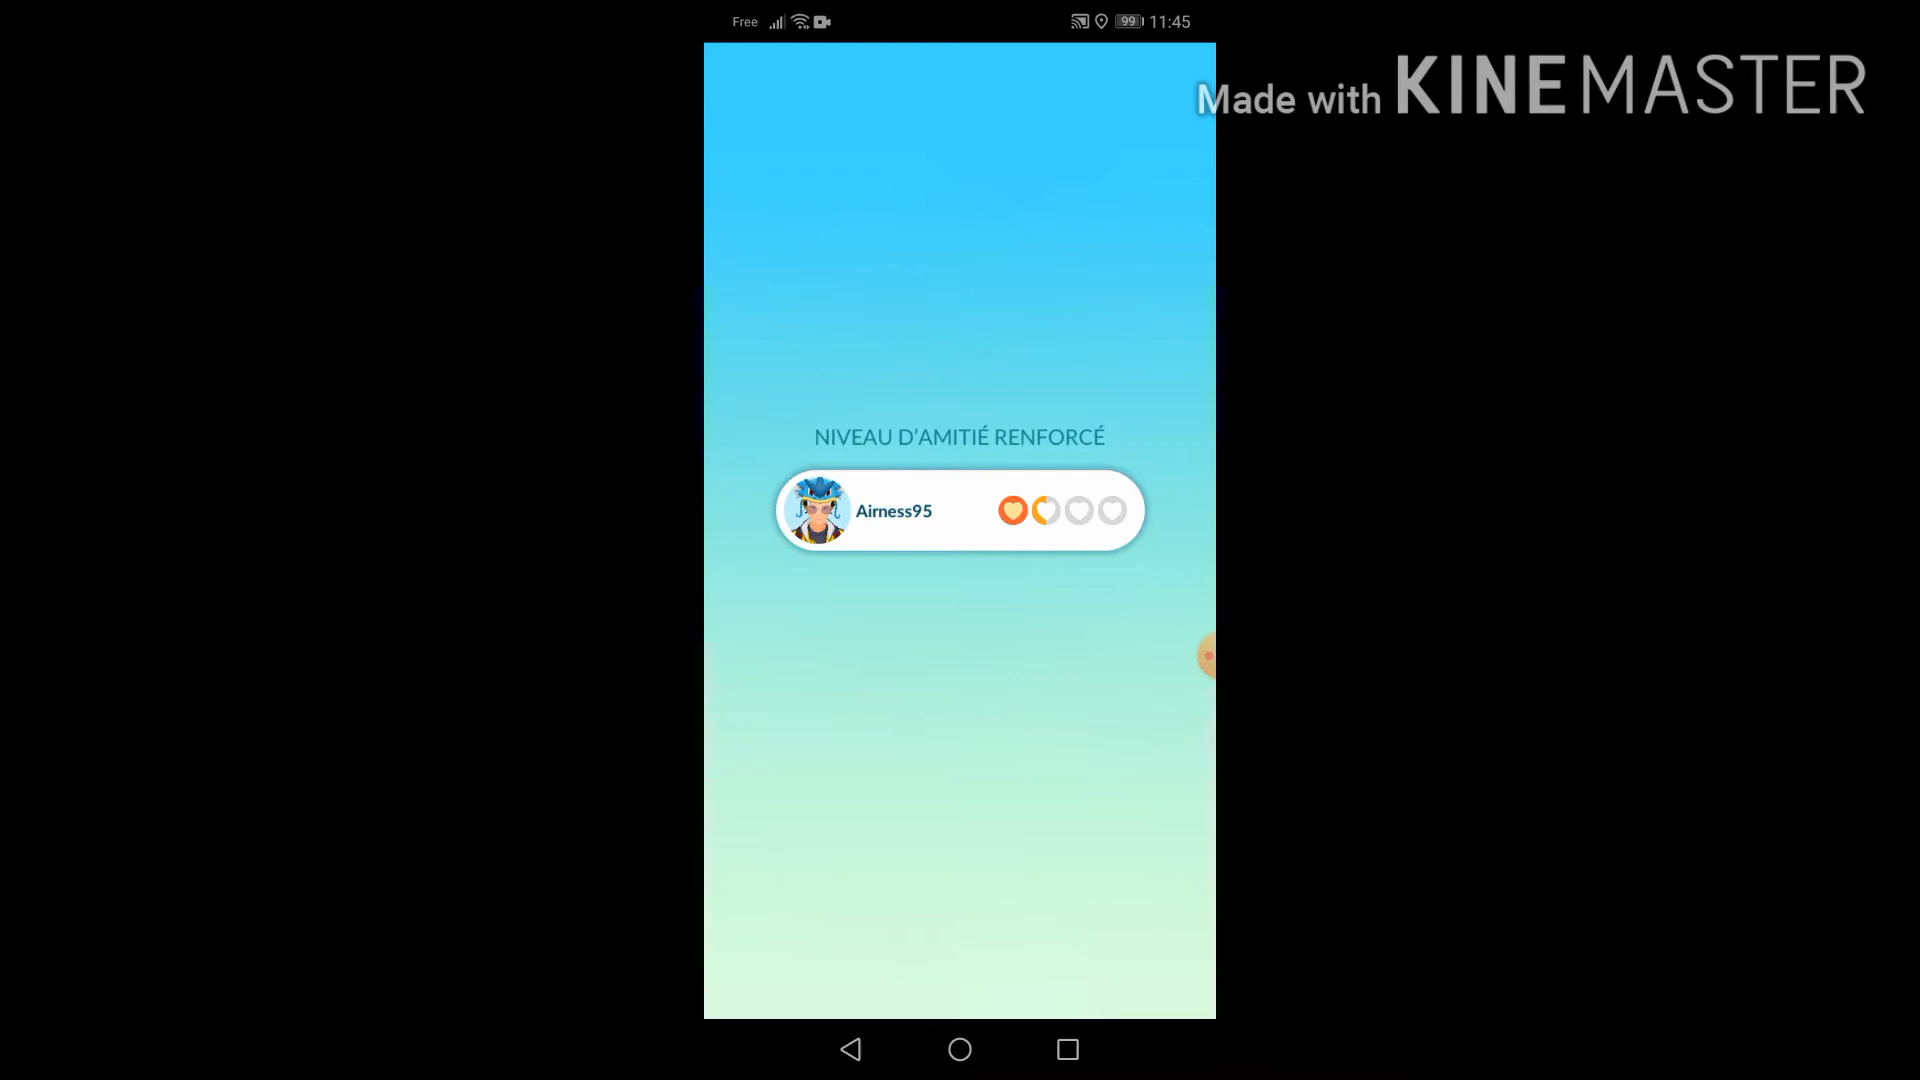 Free 99 11:45
Made with KINEMASTER
NIVEAU D’AMITIÉ RENFORCÉ
Airness95